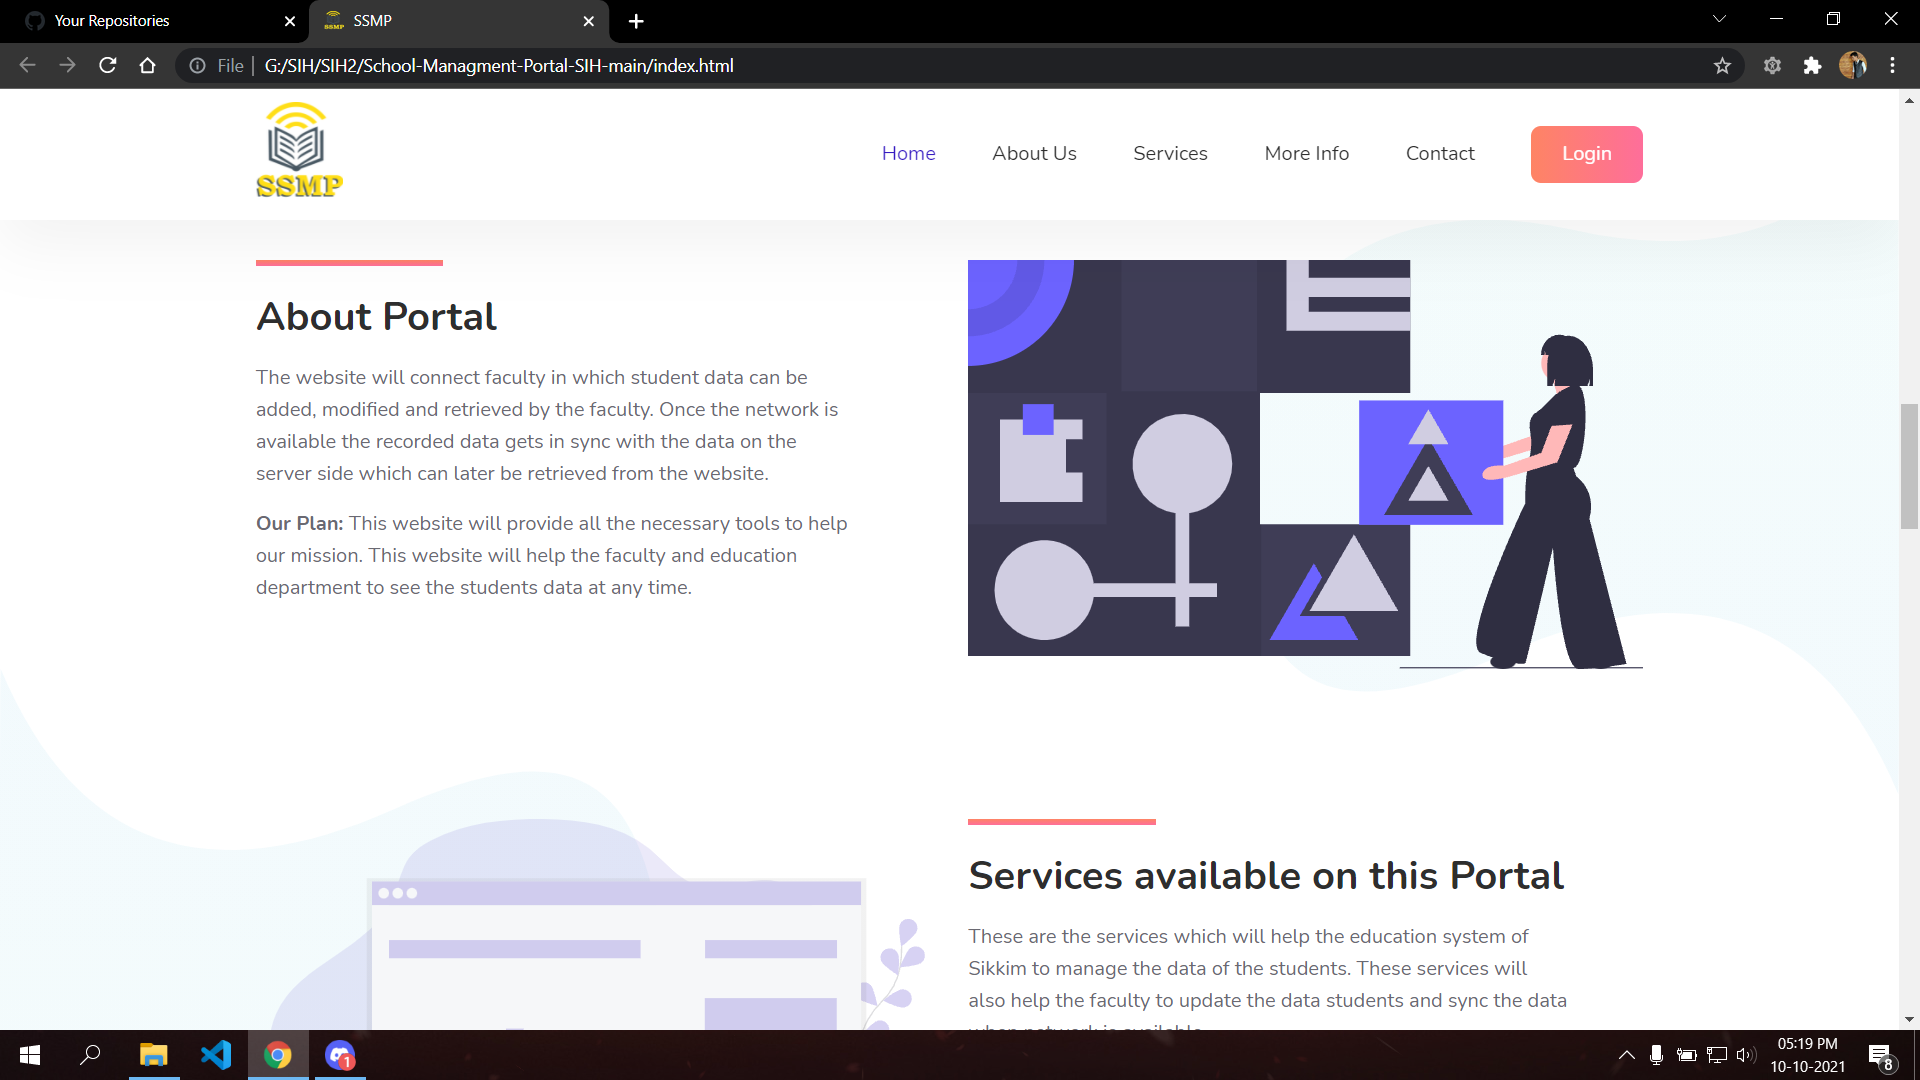 Your Repositories
SSMP
File | G:/SIH/SIH2/School-Managment-Portal-SIH-main/index.html
SSMP
Home
About Us
Services
More Info
Contact
Login
About Portal
The website will connect faculty in which student data can be
added, modified and retrieved by the faculty. Once the network is
available the recorded data gets in sync with the data on the
server side which can later be retrieved from the website.
Our Plan: This website will provide all the necessary tools to help
our mission. This website will help the faculty and education
department to see the students data at any time.
Services available on this Portal
These are the services which will help the education system of
Sikkim to manage the data of the students. These services will
also help the faculty to update the data students and sync the data
when network is available
1
05:19 PM
10-10-2021
8